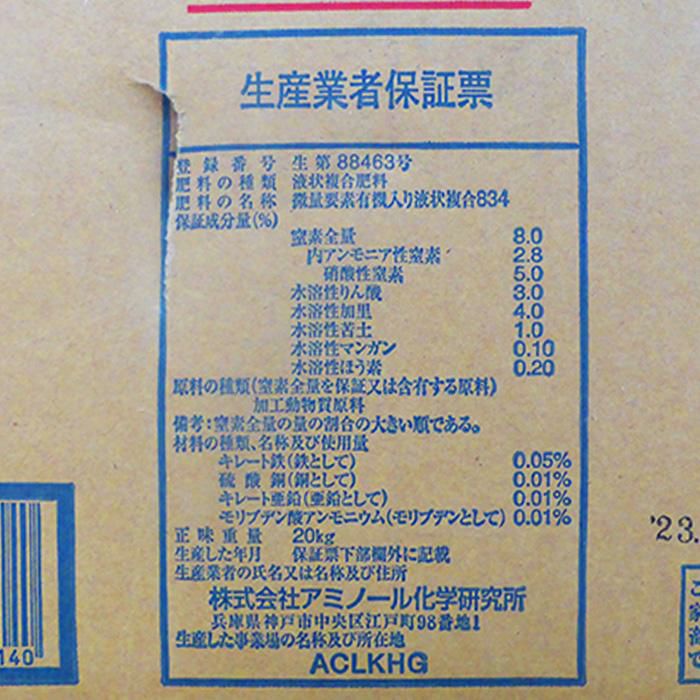 生産業者保証票
登録番号 生第88463号
肥料の種類 液状複合肥料
肥料の名称 微量要素有機入り液状複合834
保証成分量(%)
窒素全量 8.0
内アンモニア性窒素 2.8
硝酸性窒素 5.0
水溶性りん酸 3.0
水溶性加里 4.0
水溶性苦土 1.0
水溶性マンガン 0.10
水溶性ほう素 0.20
原料の種類(窒素全量を保証又は含有する原料)
加工動物質原料
備考:窒素全量の量の割合の大きい順である。
材料の種類、名称及び使用量
キレート鉄(鉄として) 0.05%
硫酸銅(銅として) 0.01%
キレート亜鉛(亜鉛として) 0.01%
モリブデン酸アンモニウム(モリブデンとして) 0.01%
正味重量 20kg
生産した年月 保証票下部欄外に記載
生産業者の氏名又は名称及び住所
株式会社アミノール化学研究所
兵庫県神戸市中央区江戸町98番地1
生産した事業場の名称及び所在地
ACLKHG
140
'23.